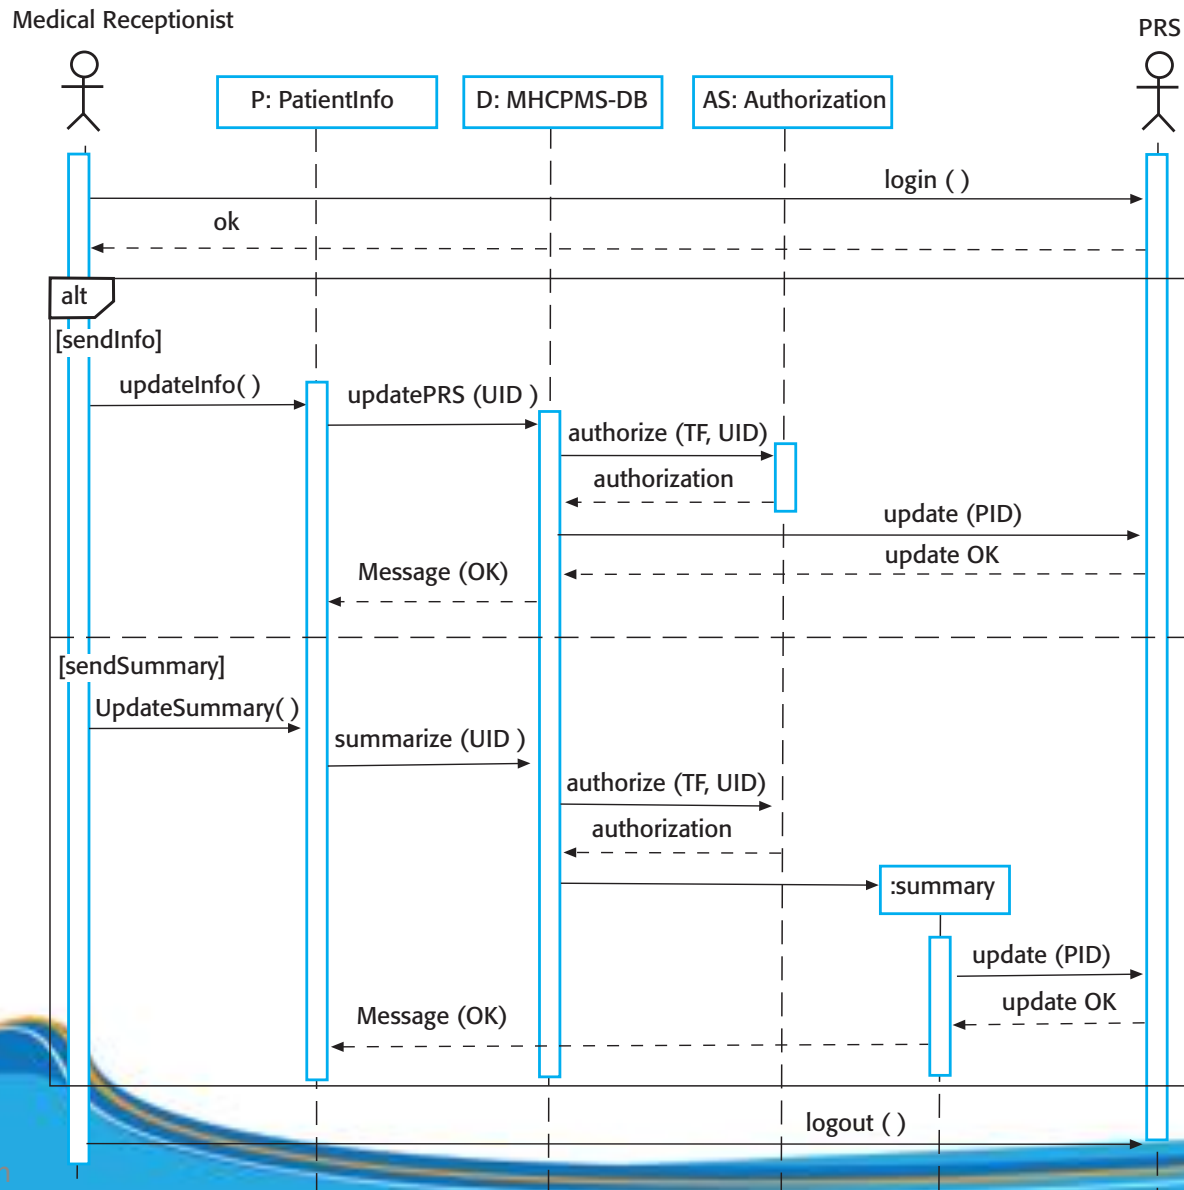 Medical Receptionist
PRS
P: PatientInfo
D: MHCPMS-DB
AS: Authorization
login ( )
ok
alt
[sendInfo]
updateInfo( )
updatePRS (UID )
authorize (TF, UID)
authorization
update (PID)
update OK
Message (OK)
[sendSummary]
UpdateSummary( )
summarize (UID )
authorize (TF, UID)
authorization
:summary
update (PID)
update OK
Message (OK)
logout ( )